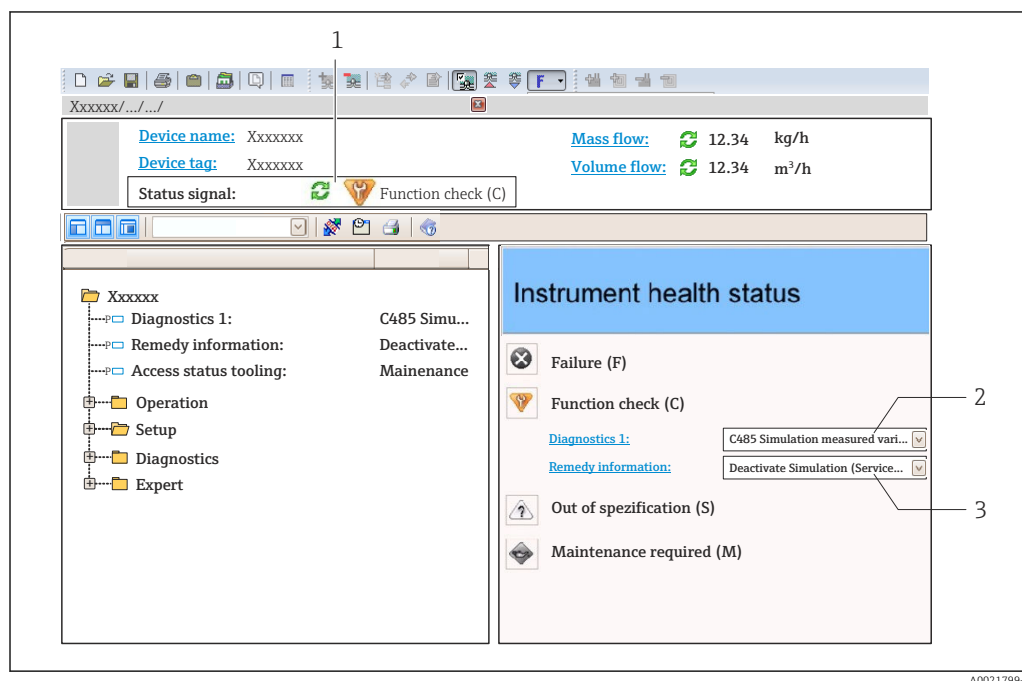 1
F
Xxxxxx/.../.../
Device name: Xxxxxxx
Mass flow: 12.34 kg/h
Device tag: Xxxxxxx
Volume flow: 12.34 m³/h
Status signal: Function check (C)
Xxxxxx
Diagnostics 1: C485 Simu...
Remedy information: Deactivate...
Access status tooling: Mainenance
Operation
Setup
Diagnostics
Expert
Instrument health status
Failure (F)
Function check (C)
2
Diagnostics 1: C485 Simulation measured vari...
Remedy information: Deactivate Simulation (Service...
Out of spezification (S)
3
Maintenance required (M)